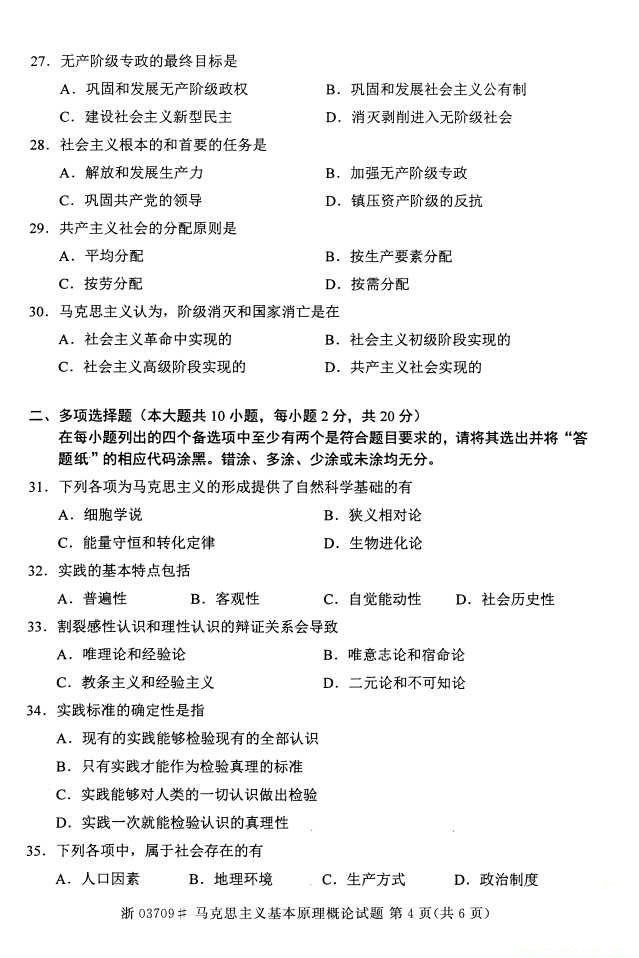 27．无产阶级专政的最终目标是
A．巩固和发展无产阶级政权 B．巩固和发展社会主义公有制
C．建设社会主义新型民主 D．消灭剥削进入无阶级社会
28．社会主义根本的和首要的任务是
A．解放和发展生产力 B．加强无产阶级专政
C．巩固共产党的领导 D．镇压资产阶级的反抗
29．共产主义社会的分配原则是
A．平均分配 B．按生产要素分配
C．按劳分配 D．按需分配
30．马克思主义认为，阶级消灭和国家消亡是在
A．社会主义革命中实现的 B．社会主义初级阶段实现的
C．社会主义高级阶段实现的 D．共产主义社会实现的
二、多项选择题（本大题共 10 小题，每小题 2 分，共 20 分）
在每小题列出的四个备选项中至少有两个是符合题目要求的，请将其选出并将“答
题纸”的相应代码涂黑。错涂、多涂、少涂或未涂均无分。
31．下列各项为马克思主义的形成提供了自然科学基础的有
A．细胞学说 B．狭义相对论
C．能量守恒和转化定律 D．生物进化论
32．实践的基本特点包括
A．普遍性 B．客观性 C．自觉能动性 D．社会历史性
33．割裂感性认识和理性认识的辩证关系会导致
A．唯理论和经验论 B．唯意志论和宿命论
C．教条主义和经验主义 D．二元论和不可知论
34．实践标准的确定性是指
A．现有的实践能够检验现有的全部认识
B．只有实践才能作为检验真理的标准
C．实践能够对人类的一切认识做出检验
D．实践一次就能检验认识的真理性
35．下列各项中，属于社会存在的有
A．人口因素 B．地理环境 C．生产方式 D．政治制度
浙 03709＃ 马克思主义基本原理概论试题 第 4 页(共 6 页)